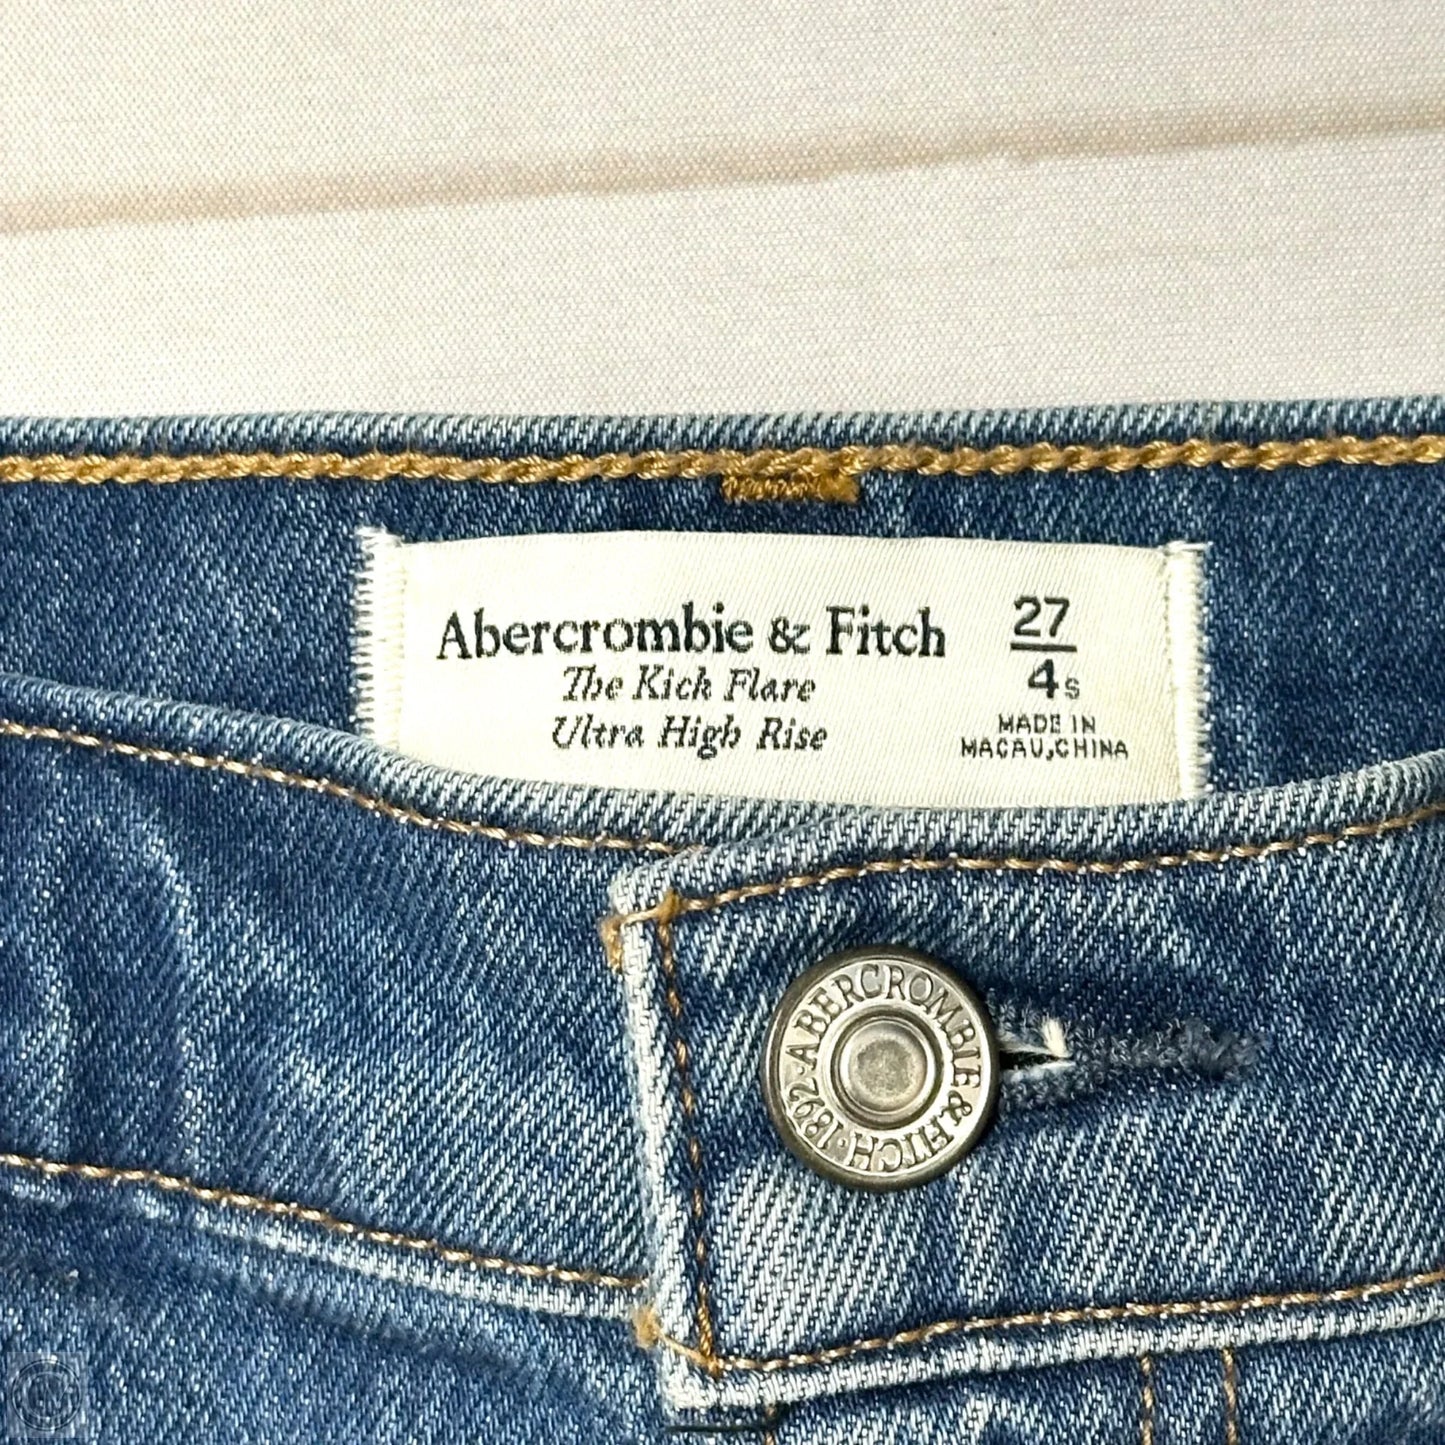 Abercrombie & Fitch
The Kick Flare
Ultra High Rise
27
4s
MADE IN
MACAU,CHINA
ABERCROMBIE & FITCH · 1892 ·